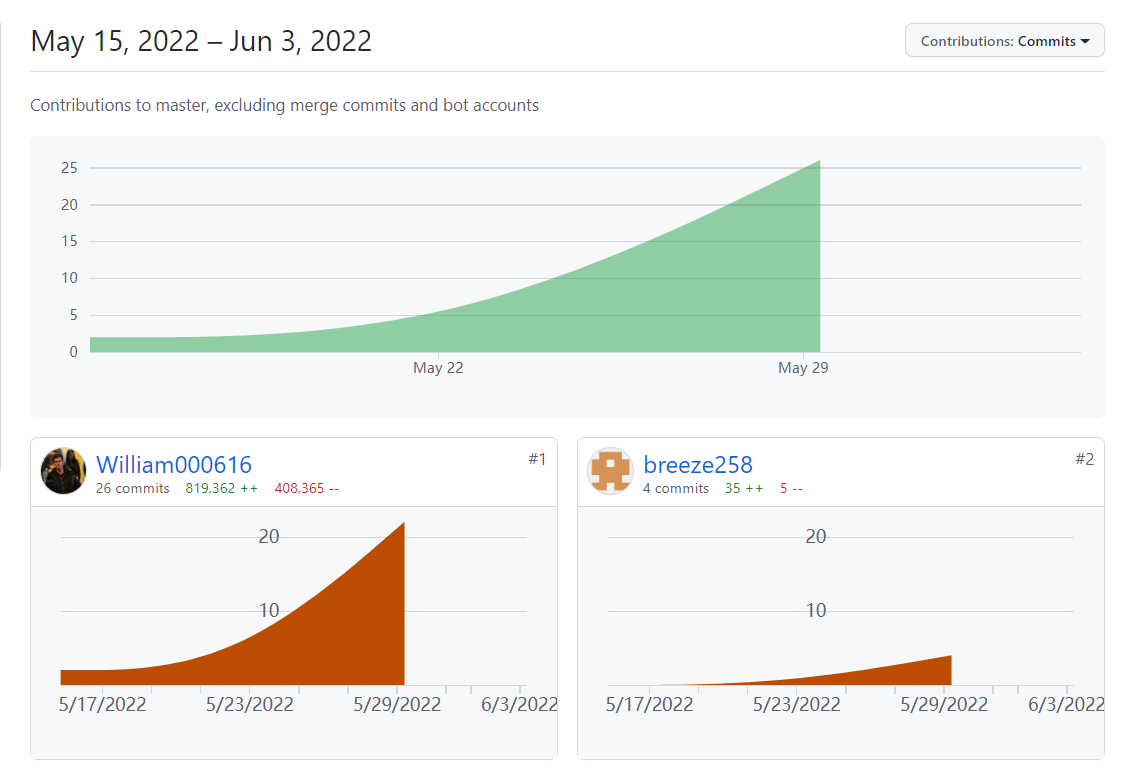 May 15, 2022 – Jun 3, 2022
Contributions: Commits
Contributions to master, excluding merge commits and bot accounts
25
20
15
10
5
0
May 22 May 29
William000616 #1
26 commits 819,362 ++ 408,365 --
20
10
5/17/2022 5/23/2022 5/29/2022 6/3/2022
breeze258 #2
4 commits 35 ++ 5 --
20
10
5/17/2022 5/23/2022 5/29/2022 6/3/2022